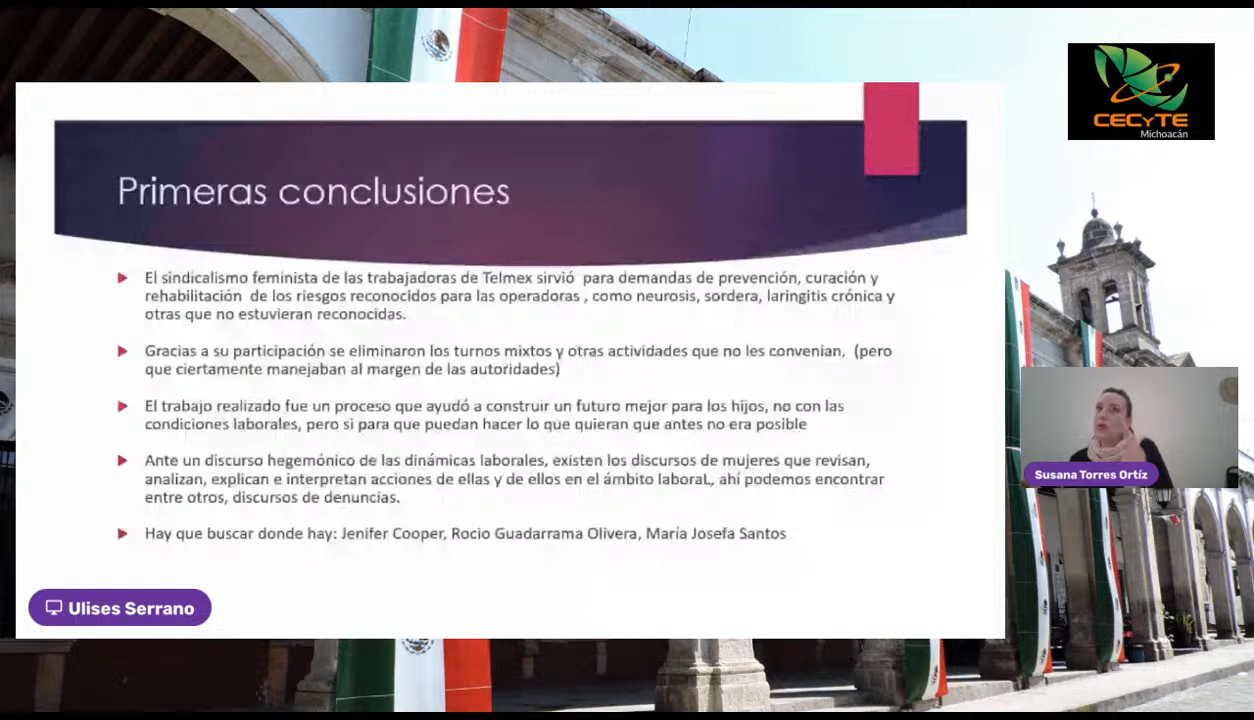 CECyTE
Michoacán
Primeras conclusiones
El sindicalismo feminista de las trabajadoras de Telmex sirvió para demandas de prevención, curación y
rehabilitación de los riesgos reconocidos para las operadoras , como neurosis, sordera, laringitis crónica y
otras que no estuvieran reconocidas.
Gracias a su participación se eliminaron los turnos mixtos y otras actividades que no les convenían, (pero
que ciertamente manejaban al margen de las autoridades)
El trabajo realizado fue un proceso que ayudó a construir un futuro mejor para los hijos, no con las
condiciones laborales, pero si para que puedan hacer lo que quieran que antes no era posible
Ante un discurso hegemónico de las dinámicas laborales, existen los discursos de mujeres que revisan,
analizan, explican e interpretan acciones de ellas y de ellos en el ámbito laboral., ahí podemos encontrar
entre otros, discursos de denuncias.
Hay que buscar donde hay: Jenifer Cooper, Rocio Guadarrama Olivera, María Josefa Santos
Susana Torres Ortíz
Ulises Serrano